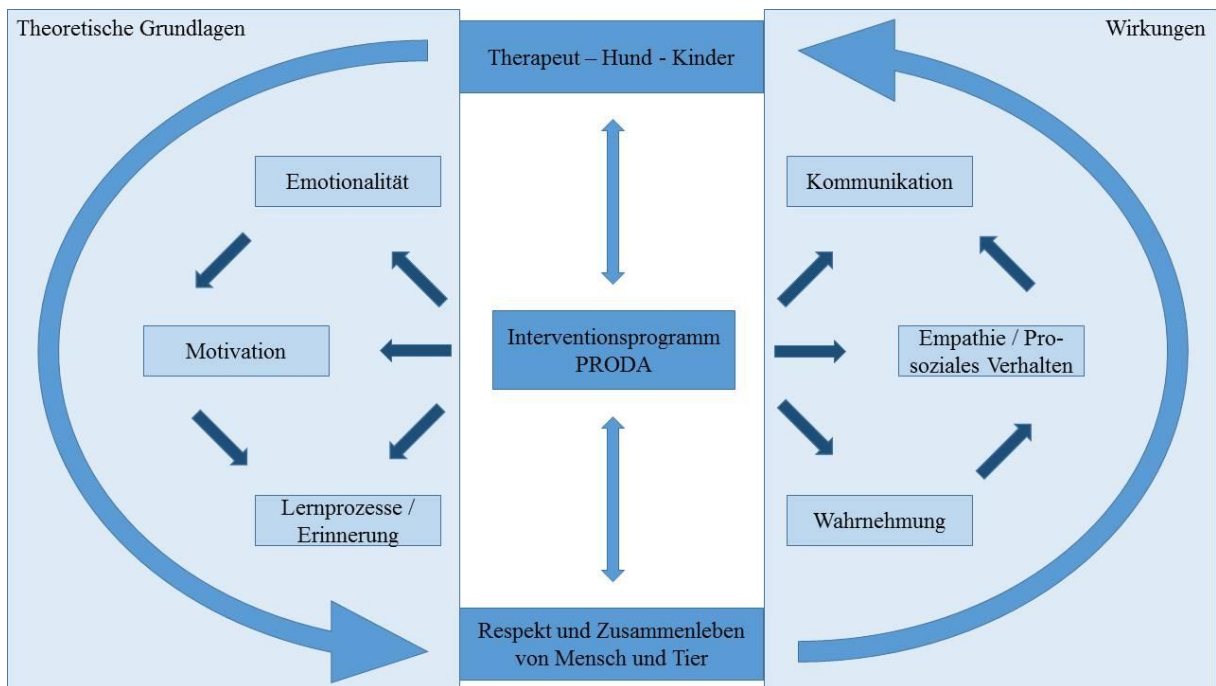 Theoretische Grundlagen
Wirkungen
Therapeut – Hund - Kinder
Emotionalität
Kommunikation
Motivation
Interventionsprogramm
PRODA
Empathie / Pro-
soziales Verhalten
Lernprozesse /
Erinnerung
Wahrnehmung
Respekt und Zusammenleben
von Mensch und Tier